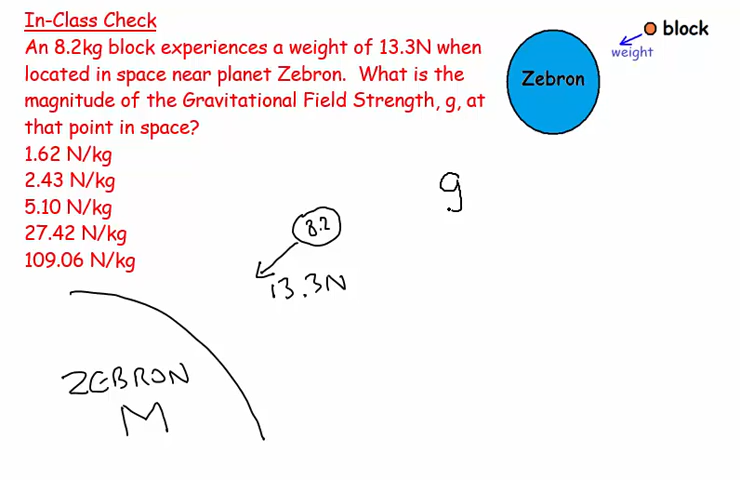 In-Class Check
An 8.2kg block experiences a weight of 13.3N when
located in space near planet Zebron. What is the
magnitude of the Gravitational Field Strength, g, at
that point in space?
1.62 N/kg
2.43 N/kg
5.10 N/kg
27.42 N/kg
109.06 N/kg
block
weight
Zebron
g
8.2
13.3N
ZEBRON
M